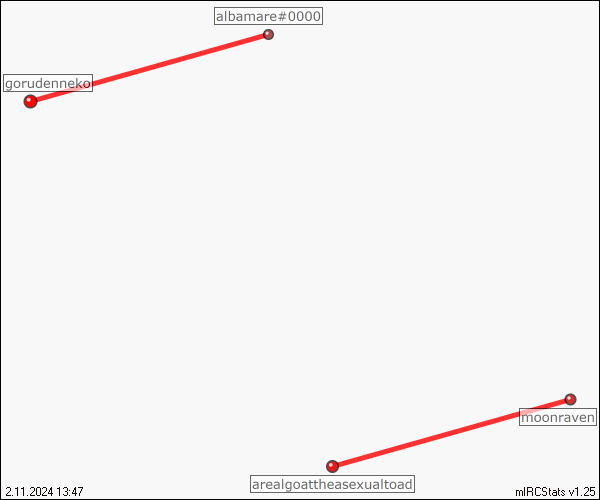 albamare#0000
gorudenneko
moonraven
arealgoattheasexualtoad
2.11.2024 13:47
mIRCStats v1.25